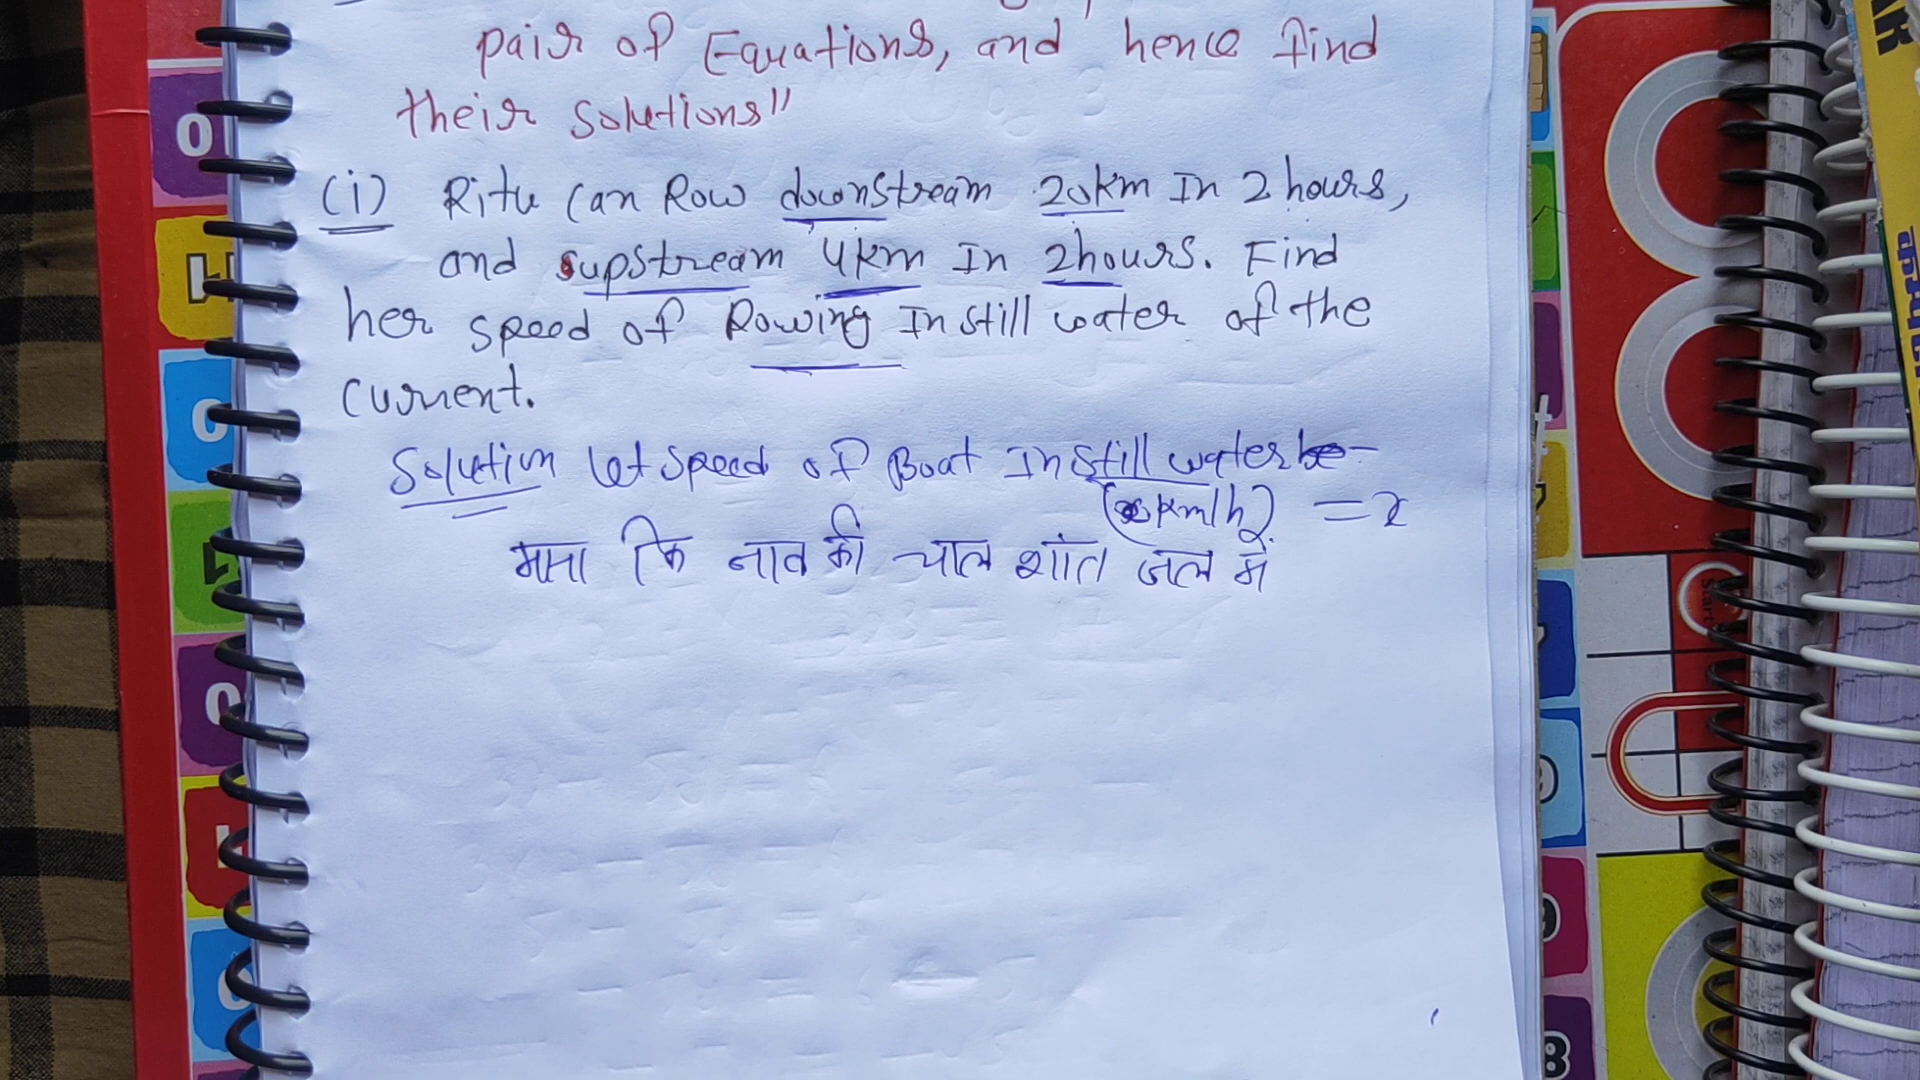 pair of Equations, and hence find
their solutions"
(i) Ritu Can Row downstream 20km In 2 hours,
and supstream 4km In 2hours. Find
her speed of Rowing In still water of the
current.
Solution let speed of Boat In still water be
(x km/h) = x
माना कि नाव की चाल शांत जल में